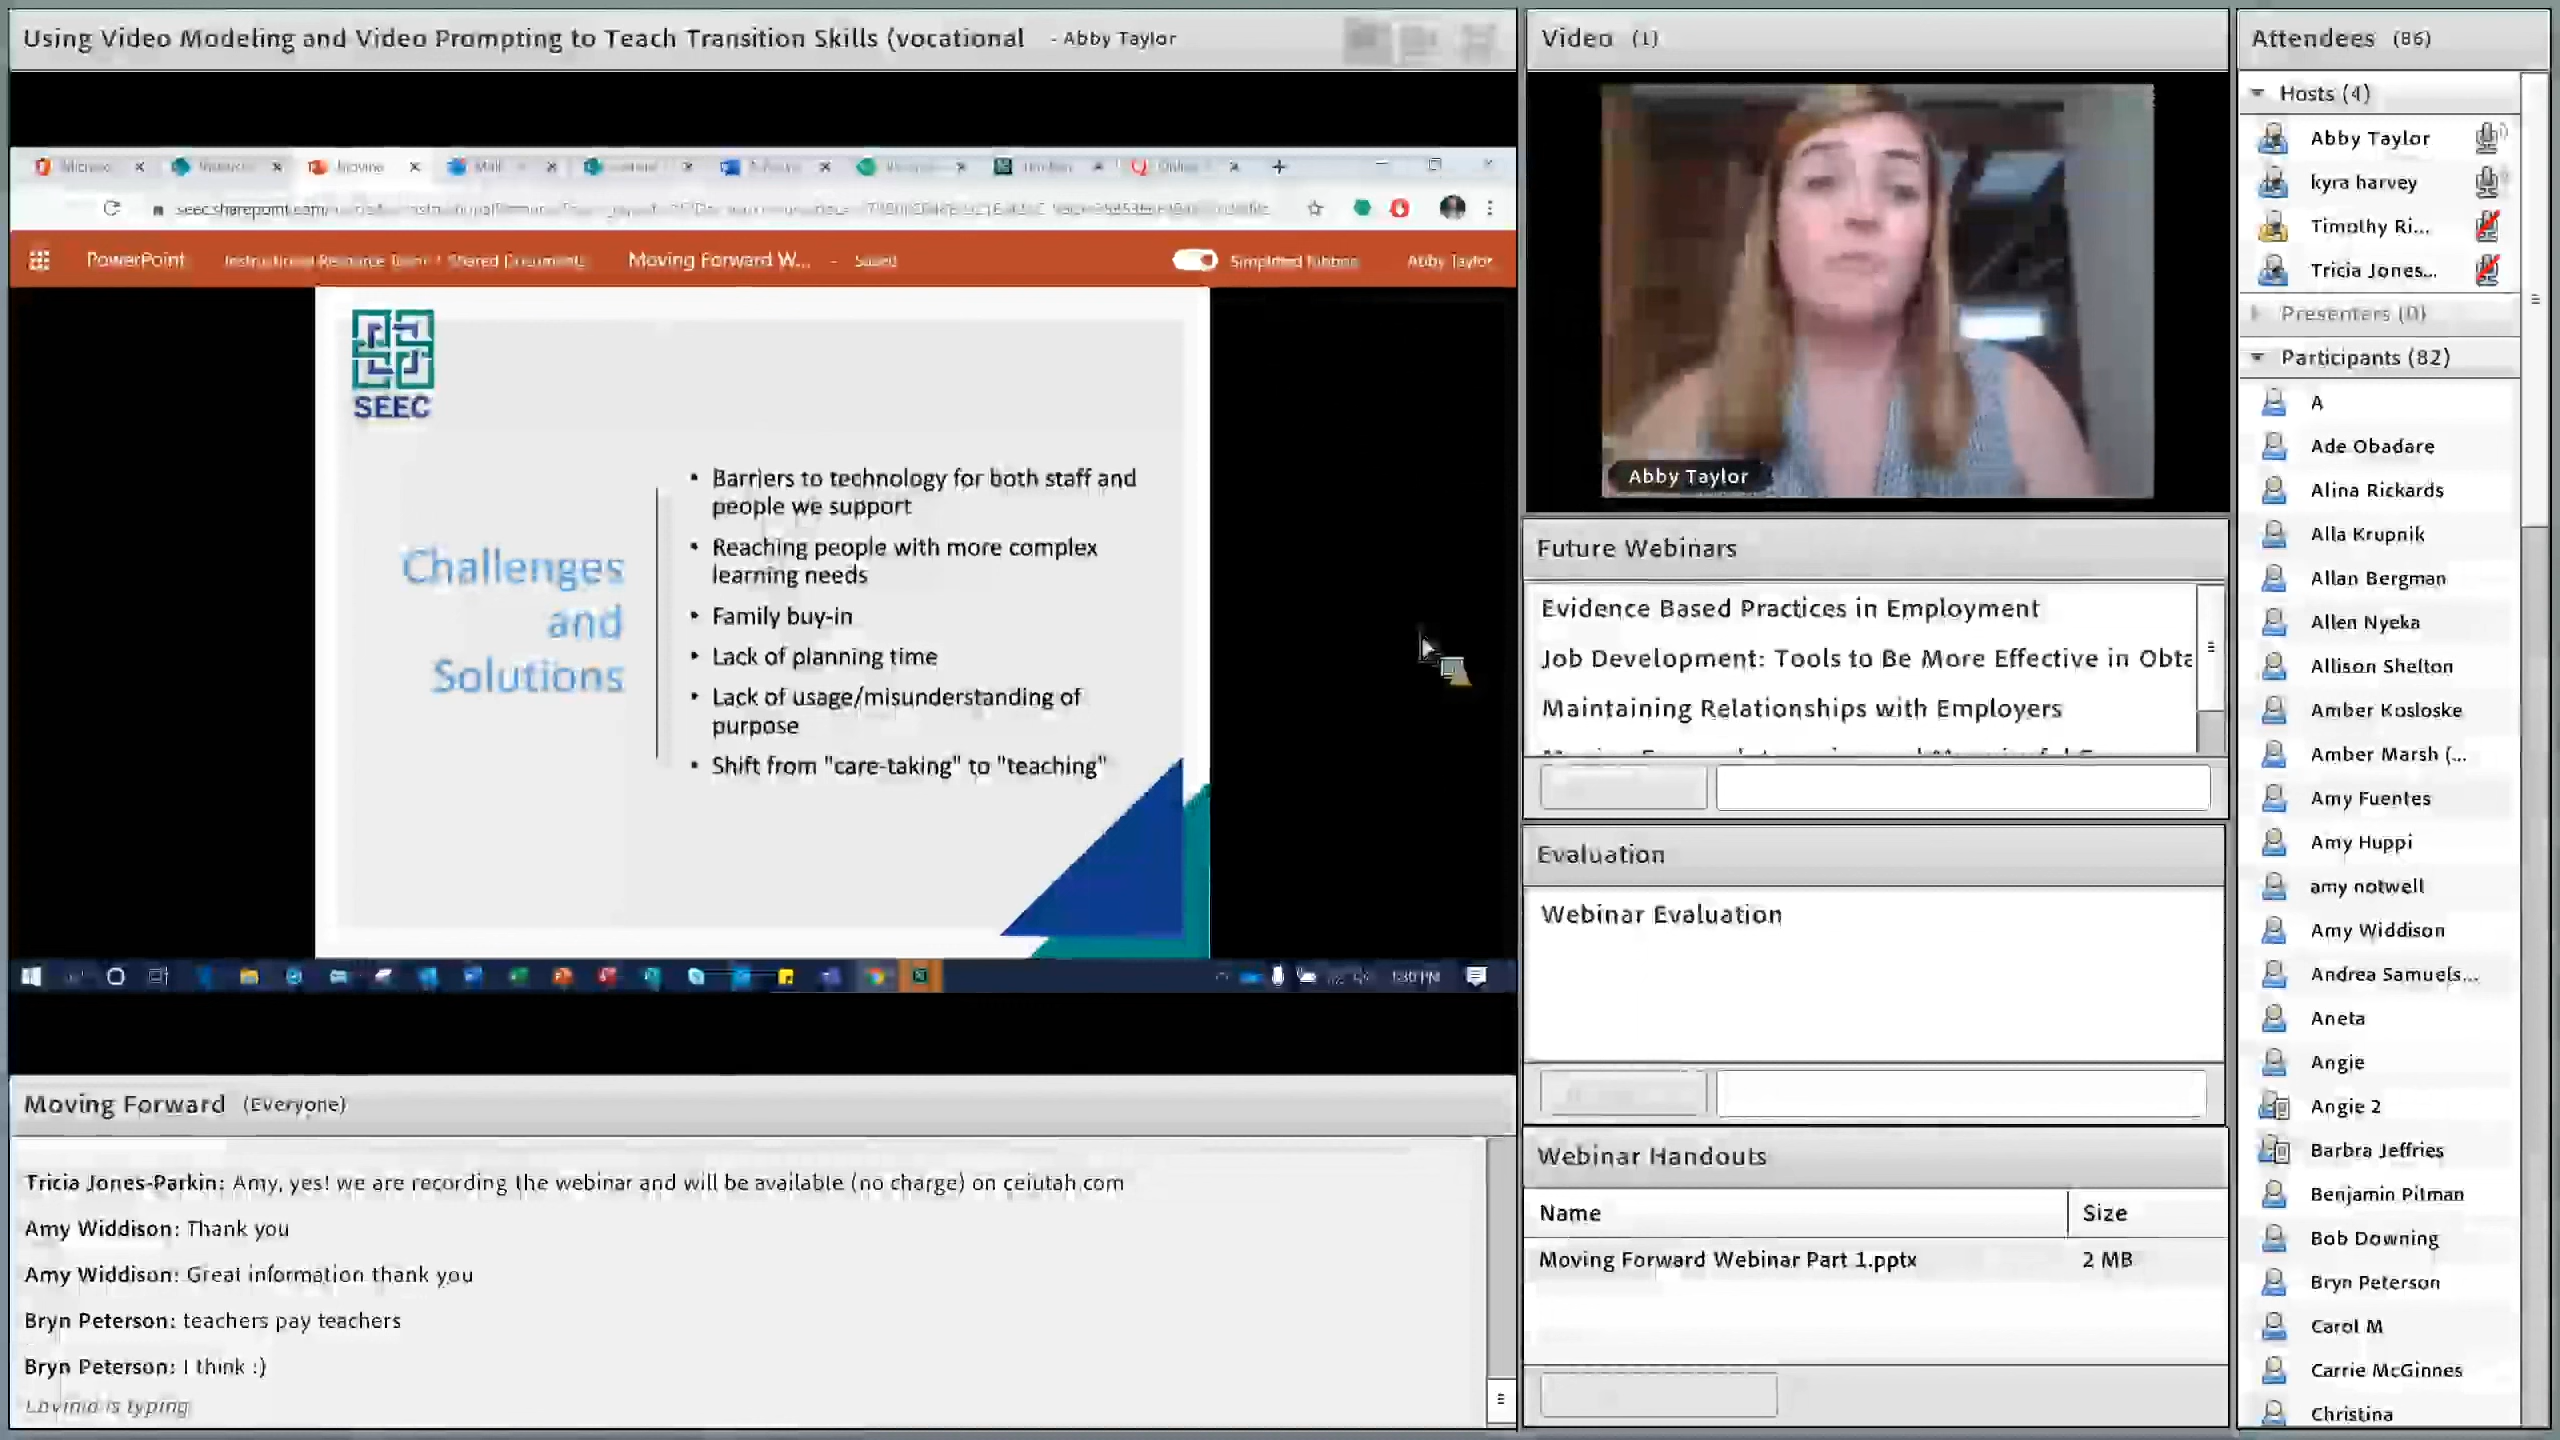 Using Video Modeling and Video Prompting to Teach Transition Skills (vocational - Abby Taylor
PowerPoint
Shared Documents
Moving Forward W... - Saved
Simplified Ribbon
Abby Taylor
SEEC
Challenges
and
Solutions
• Barriers to technology for both staff and
people we support
• Reaching people with more complex
learning needs
• Family buy-in
• Lack of planning time
• Lack of usage/misunderstanding of
purpose
• Shift from "care-taking" to "teaching"
Moving Forward (Everyone)
Tricia Jones-Parkin: Amy, yes! we are recording the webinar and will be available (no charge) on ceiutah.com
Amy Widdison: Thank you
Amy Widdison: Great information thank you
Bryn Peterson: teachers pay teachers
Bryn Peterson: I think :)
Lavinia is typing
Video (1)
Abby Taylor
Future Webinars
Evidence Based Practices in Employment
Job Development: Tools to Be More Effective in Obta
Maintaining Relationships with Employers
Evaluation
Webinar Evaluation
Webinar Handouts
Name Size
Moving Forward Webinar Part 1.pptx 2 MB
Attendees (86)
Hosts (4)
Abby Taylor
kyra harvey
Timothy Ri...
Tricia Jones...
Presenters (0)
Participants (82)
A
Ade Obadare
Alina Rickards
Alla Krupnik
Allan Bergman
Allen Nyeka
Allison Shelton
Amber Kosloske
Amber Marsh (...
Amy Fuentes
Amy Huppi
amy notwell
Amy Widdison
Andrea Samuels...
Aneta
Angie
Angie 2
Barbra Jeffries
Benjamin Pitman
Bob Downing
Bryn Peterson
Carol M
Carrie McGinnes
Christina